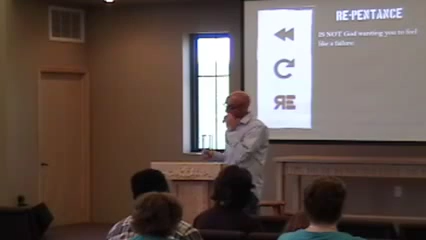 RE-PENTANCE
IS NOT God wanting you to feel
like a failure
RE